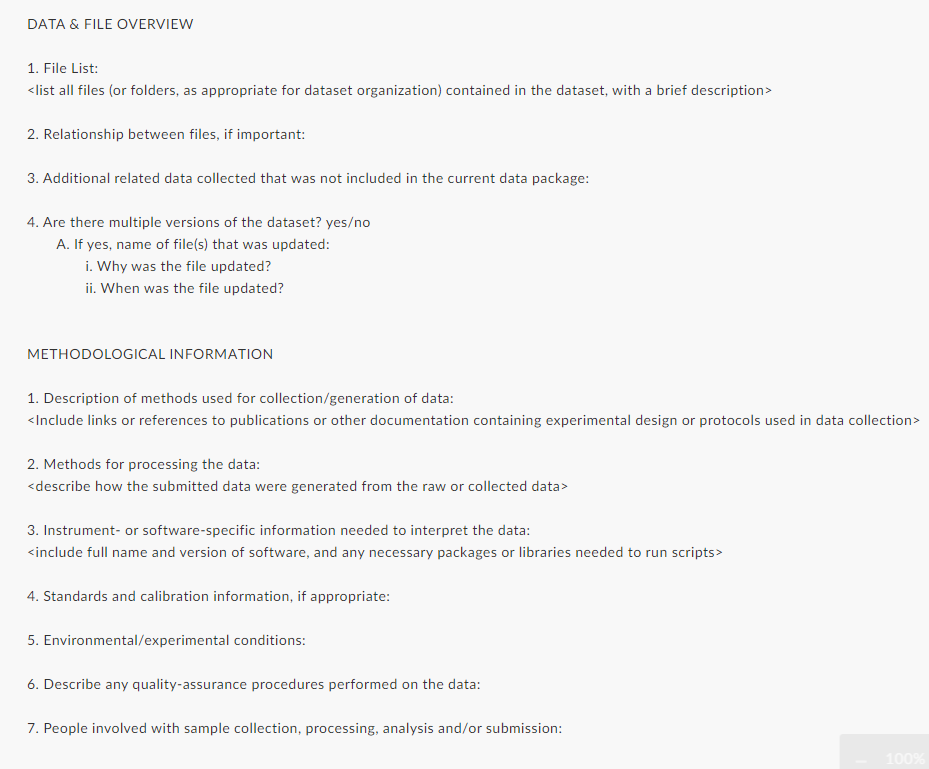 DATA & FILE OVERVIEW
1. File List:
<list all files (or folders, as appropriate for dataset organization) contained in the dataset, with a brief description>
2. Relationship between files, if important:
3. Additional related data collected that was not included in the current data package:
4. Are there multiple versions of the dataset? yes/no
A. If yes, name of file(s) that was updated:
i. Why was the file updated?
ii. When was the file updated?
METHODOLOGICAL INFORMATION
1. Description of methods used for collection/generation of data:
<Include links or references to publications or other documentation containing experimental design or protocols used in data collection>
2. Methods for processing the data:
<describe how the submitted data were generated from the raw or collected data>
3. Instrument- or software-specific information needed to interpret the data:
<include full name and version of software, and any necessary packages or libraries needed to run scripts>
4. Standards and calibration information, if appropriate:
5. Environmental/experimental conditions:
6. Describe any quality-assurance procedures performed on the data:
7. People involved with sample collection, processing, analysis and/or submission:
– 100%